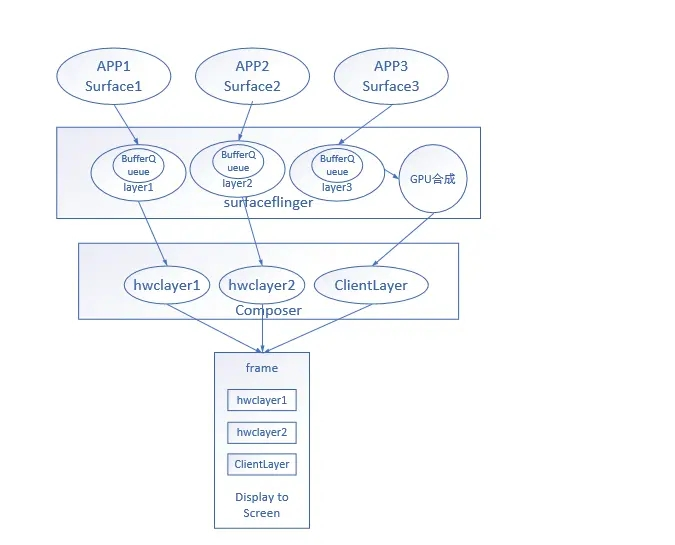 APP1
Surface1
APP2
Surface2
APP3
Surface3
BufferQ
ueue
layer1
BufferQ
ueue
layer2
BufferQ
ueue
layer3
GPU合成
surfaceflinger
hwclayer1
hwclayer2
ClientLayer
Composer
frame
hwclayer1
hwclayer2
ClientLayer
Display to
Screen